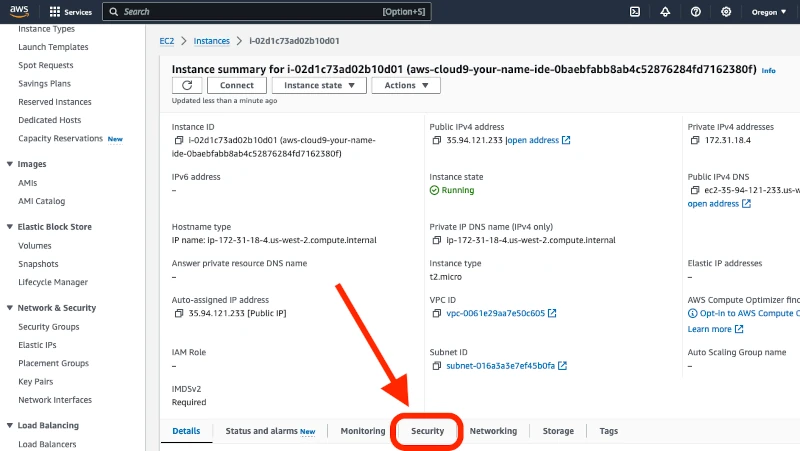 aws
Services
Search
[Option+S]
Oregon
Instance Types
Launch Templates
Spot Requests
Savings Plans
Reserved Instances
Dedicated Hosts
Capacity Reservations New
Images
AMIs
AMI Catalog
Elastic Block Store
Volumes
Snapshots
Lifecycle Manager
Network & Security
Security Groups
Elastic IPs
Placement Groups
Key Pairs
Network Interfaces
Load Balancing
Load Balancers
EC2 > Instances > i-02d1c73ad02b10d01
Instance summary for i-02d1c73ad02b10d01 (aws-cloud9-your-name-ide-0baebfabb8ab4c52876284fd7162380f) Info
Connect
Instance state
Actions
Updated less than a minute ago
Instance ID
i-02d1c73ad02b10d01 (aws-cloud9-your-name-
ide-0baebfabb8ab4c52876284fd7162380f)
Public IPv4 address
35.94.121.233 |open address
Private IPv4 addresses
172.31.18.4
IPv6 address
–
Instance state
Running
Public IPv4 DNS
ec2-35-94-121-233.us-w
open address
Hostname type
IP name: ip-172-31-18-4.us-west-2.compute.internal
Private IP DNS name (IPv4 only)
ip-172-31-18-4.us-west-2.compute.internal
Answer private resource DNS name
–
Instance type
t2.micro
Elastic IP addresses
–
Auto-assigned IP address
35.94.121.233 [Public IP]
VPC ID
vpc-0061e29aa7e50c605
AWS Compute Optimizer find
Opt-in to AWS Compute O
Learn more
IAM Role
–
Subnet ID
subnet-016a3a3e7ef45b0fa
Auto Scaling Group name
–
IMDSv2
Required
Details
Status and alarms New
Monitoring
Security
Networking
Storage
Tags